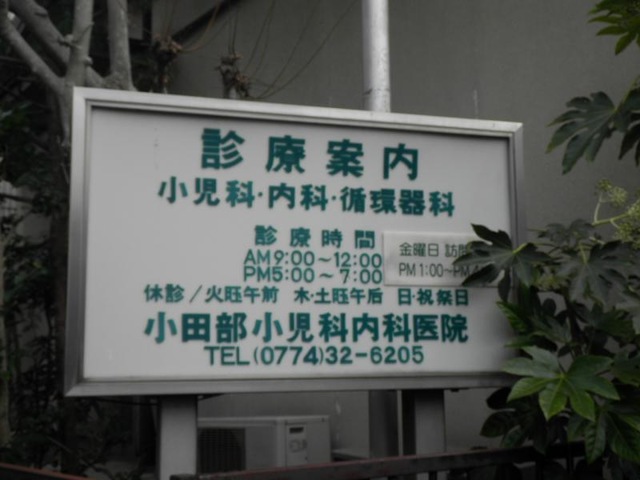 診療案内
小児科・内科・循環器科
診療時間
AM9:00〜12:00
PM5:00〜7:00
金曜日 訪
PM1:00〜PM
休診／火旺午前 木・土旺午后 日・祝祭日
小田部小児科内科医院
TEL(0774)32-6205